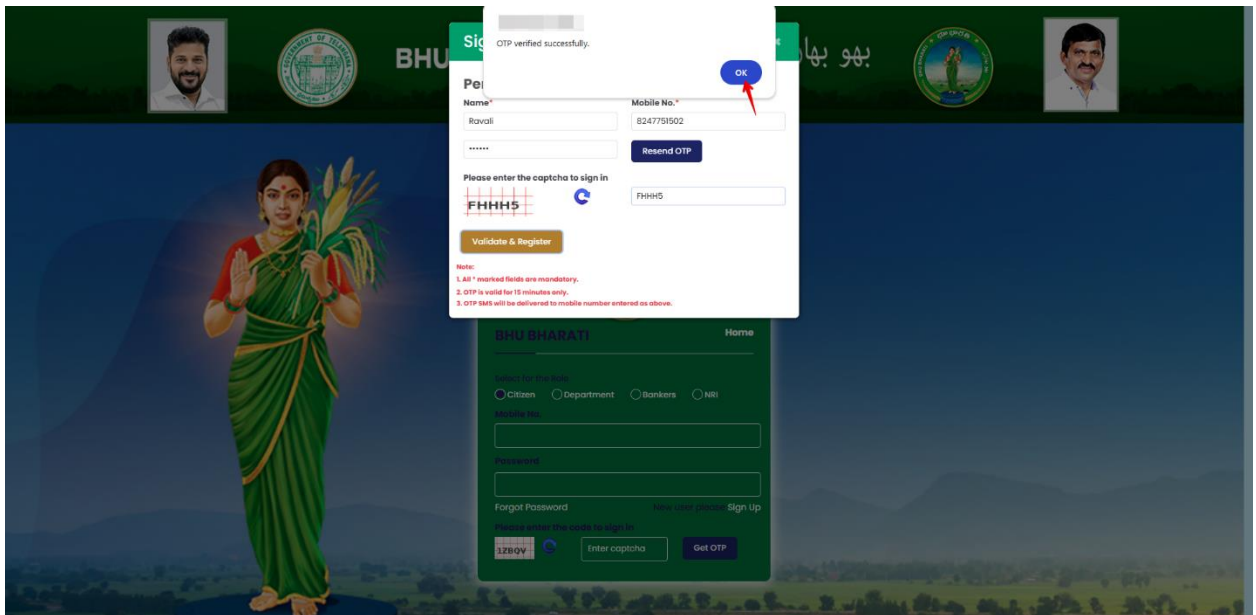 OTP verified successfully.
OK
BHU
بھو بھا
Name*
Mobile No.*
Ravali
8247751502
••••••
Resend OTP
Please enter the captcha to sign in
FHHH5
FHHH5
Validate & Register
Note:
1. All * marked fields are mandatory.
2. OTP is valid for 15 minutes only.
3. OTP SMS will be delivered to mobile number entered as above.
BHU BHARATI
Home
Select for the Role
Citizen Department Bankers NRI
Mobile No.
Password
Forgot Password
New user please Sign Up
Please enter the code to sign in
1ZBQV
Enter captcha
Get OTP